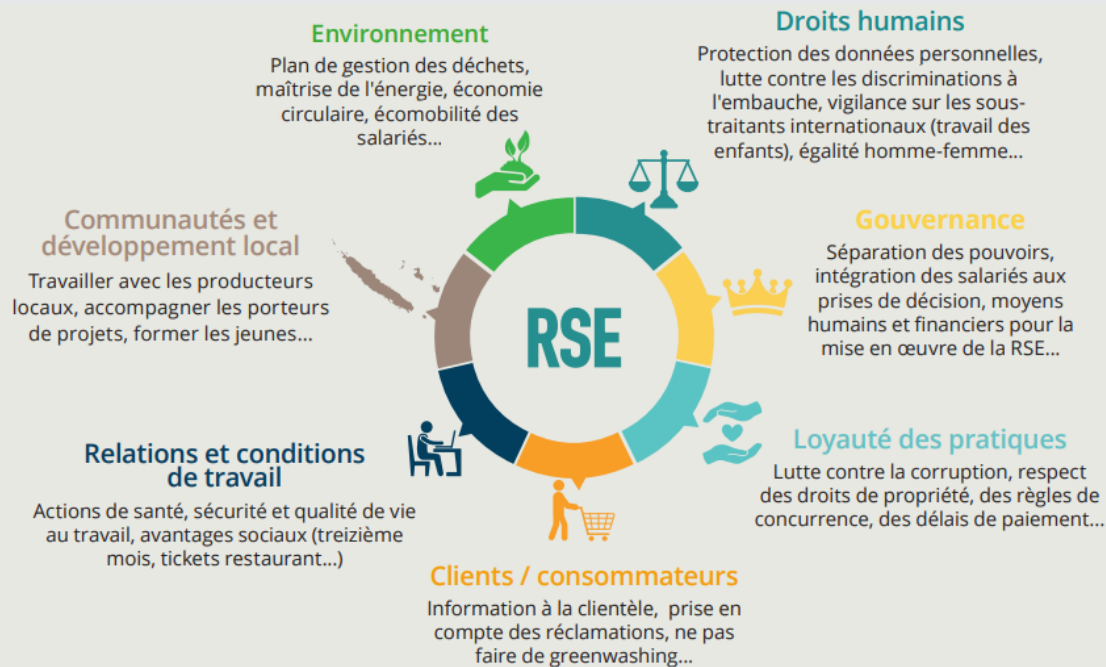 Environnement
Plan de gestion des déchets,
maîtrise de l'énergie, économie
circulaire, écomobilité des
salariés...
Droits humains
Protection des données personnelles,
lutte contre les discriminations à
l'embauche, vigilance sur les sous-
traitants internationaux (travail des
enfants), égalité homme-femme...
Communautés et
développement local
Travailler avec les producteurs
locaux, accompagner les porteurs
de projets, former les jeunes...
Gouvernance
Séparation des pouvoirs,
intégration des salariés aux
prises de décision, moyens
humains et financiers pour la
mise en œuvre de la RSE...
RSE
Relations et conditions
de travail
Actions de santé, sécurité et qualité de vie
au travail, avantages sociaux (treizième
mois, tickets restaurant...)
Loyauté des pratiques
Lutte contre la corruption, respect
des droits de propriété, des règles de
concurrence, des délais de paiement...
Clients / consommateurs
Information à la clientèle, prise en
compte des réclamations, ne pas
faire de greenwashing...